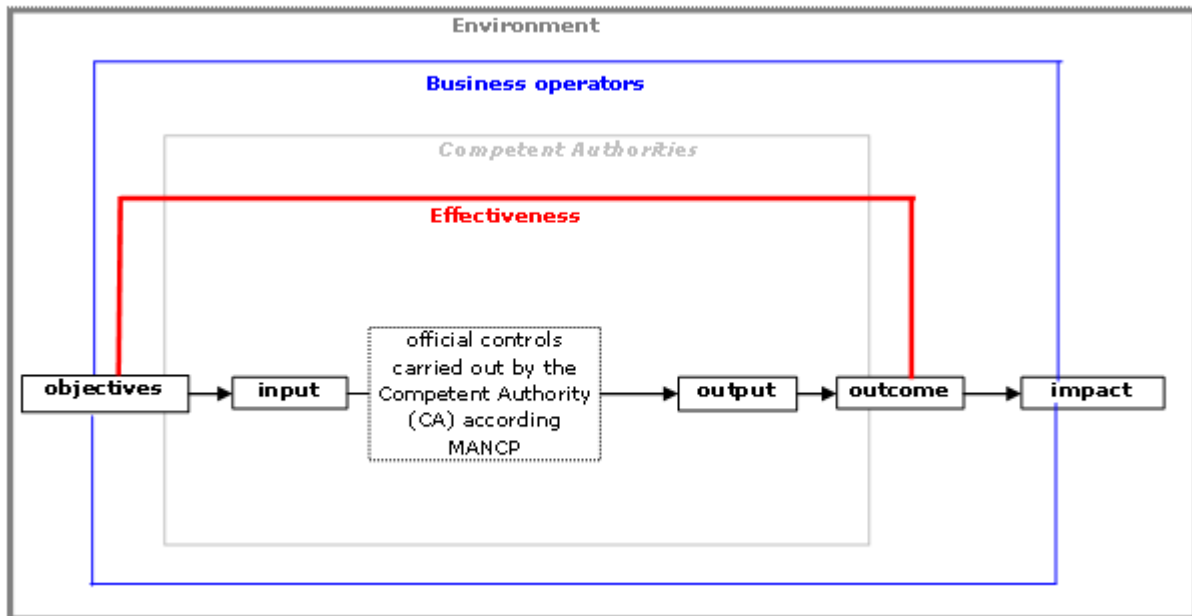 Environment
Business operators
Competent Authorities
Effectiveness
objectives
input
official controls
carried out by the
Competent Authority
(CA) according
MANCP
output
outcome
impact